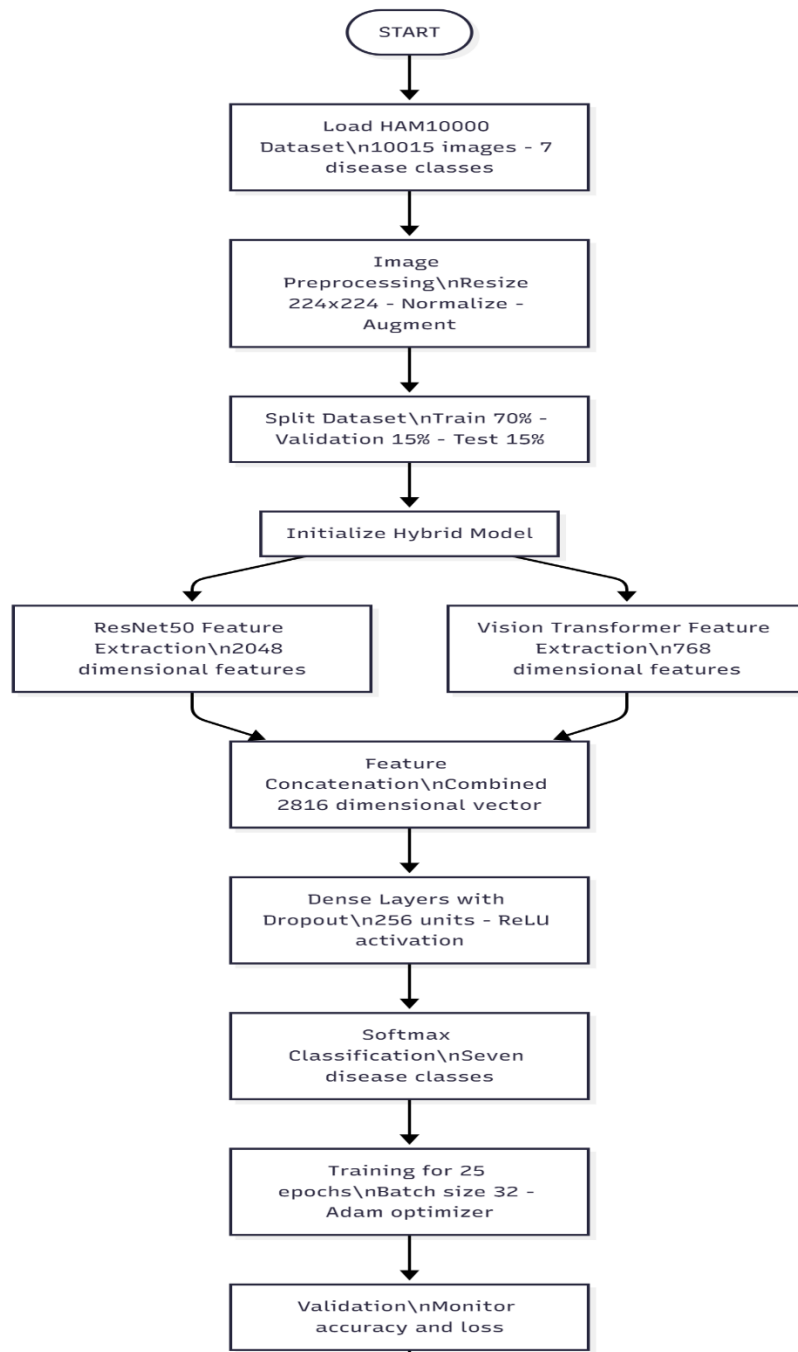 START
Load HAM10000
Dataset\n10015 images - 7
disease classes
Image
Preprocessing\nResize
224x224 - Normalize -
Augment
Split Dataset\nTrain 70% -
Validation 15% - Test 15%
Initialize Hybrid Model
ResNet50 Feature
Extraction\n2048
dimensional features
Vision Transformer Feature
Extraction\n768
dimensional features
Feature
Concatenation\nCombined
2816 dimensional vector
Dense Layers with
Dropout\n256 units - ReLU
activation
Softmax
Classification\nSeven
disease classes
Training for 25
epochs\nBatch size 32 -
Adam optimizer
Validation\nMonitor
accuracy and loss